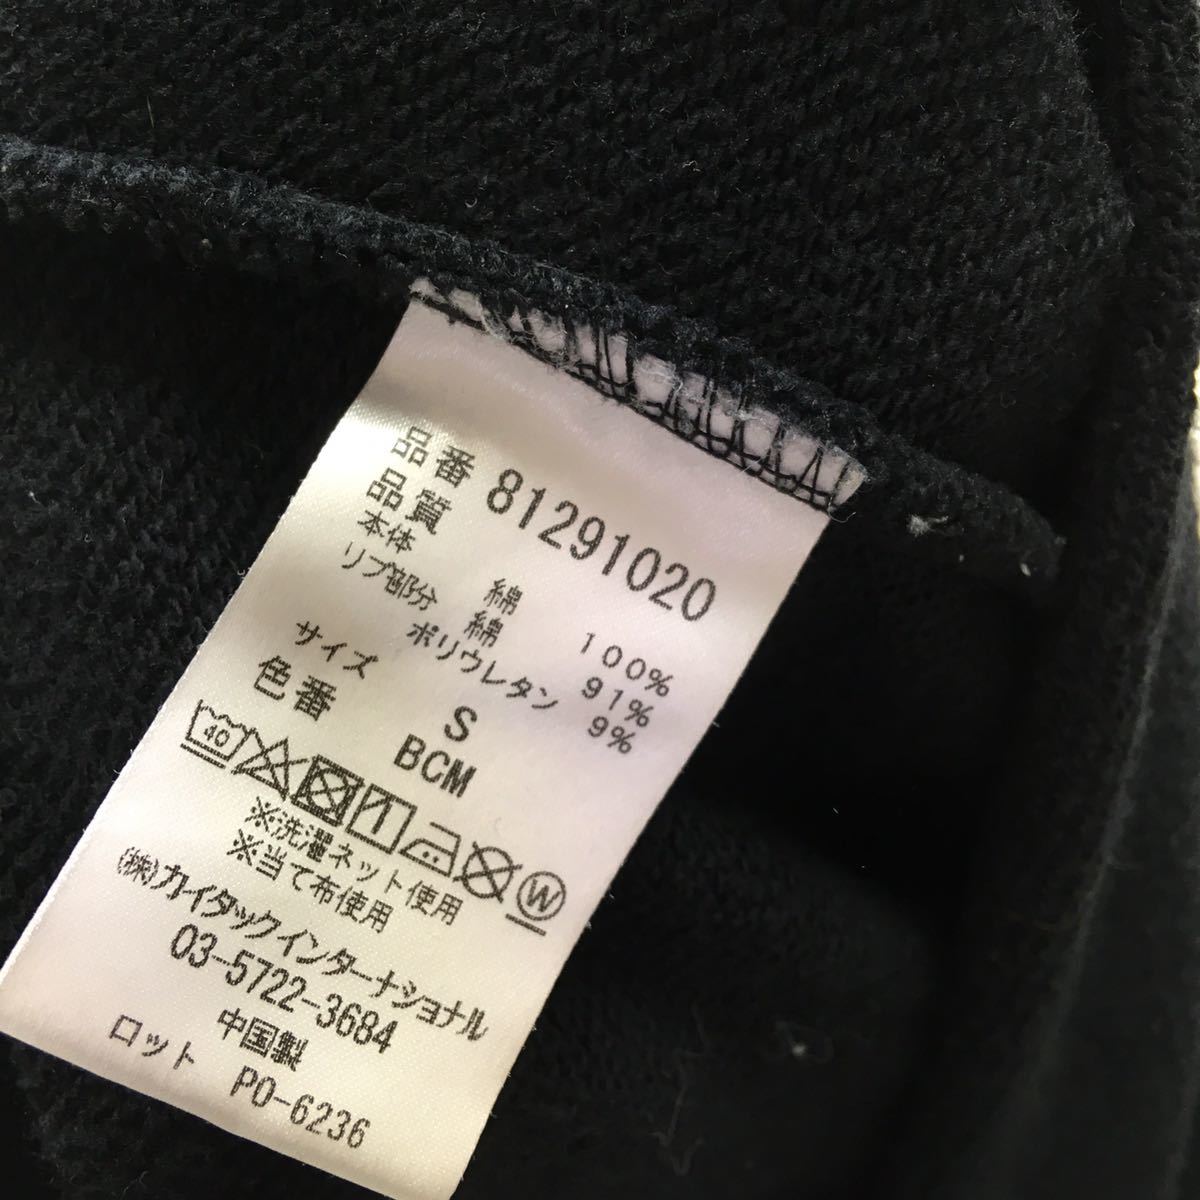 品番 81291020
品質
本体 綿 100%
リブ部分 綿 91%
ポリウレタン 9%
サイズ S
色番 BCM
40 W
※洗濯ネット使用
※当て布使用
(株)カイタックインターナショナル
03-5722-3684
中国製
ロット PO-6236